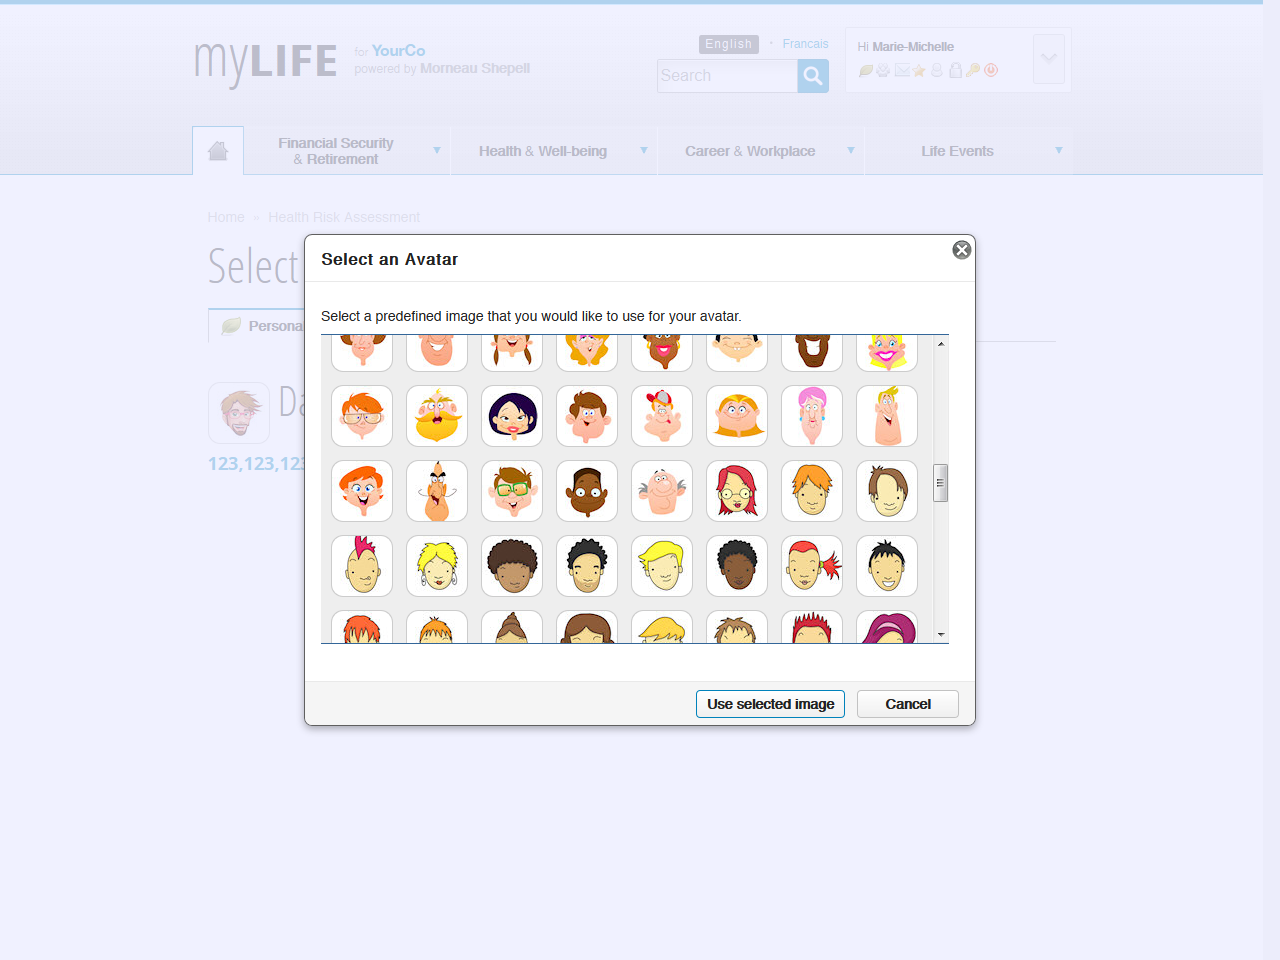 myLIFE
for YourCo
powered by Morneau Shepell
English · Francais
Search
Hi Marie-Michelle
Financial Security
& Retirement
Health & Well-being
Career & Workplace
Life Events
Home » Health Risk Assessment
Select
Select an Avatar
Select a predefined image that you would like to use for your avatar.
Persona
Da
123,123,123
Use selected image
Cancel